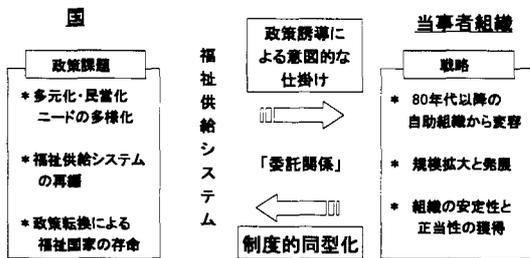 国
政策課題
*多元化・民営化
ニードの多様化
*福祉供給システム
の再編
*政策転換による
福祉国家の存命
福祉供給システム
政策誘導に
よる意図的な
仕掛け
「委託関係」
制度的同型化
当事者組織
戦略
* 80年代以降の
自助組織から変容
* 規模拡大と発展
* 組織の安定性と
正当性の獲得